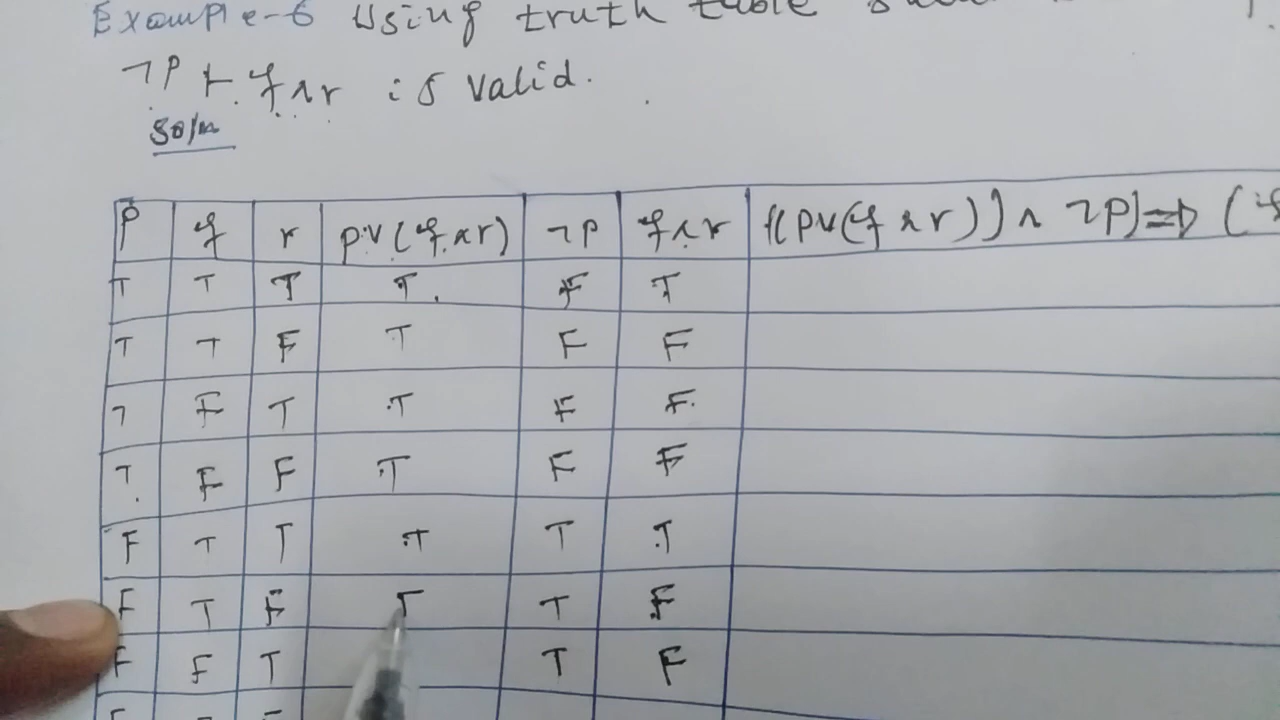 Example-6 Using truth table
¬P ⊢ q∧r is valid.
Soln
P q r p∨(q∧r) ¬P q∧r [(p∨(q∧r)) ∧ ¬P] ⇒ (
T T T T F T
T T F T F F
T F T T F F
T F F T F F
F T T T T T
F T F T T F
F F T T F